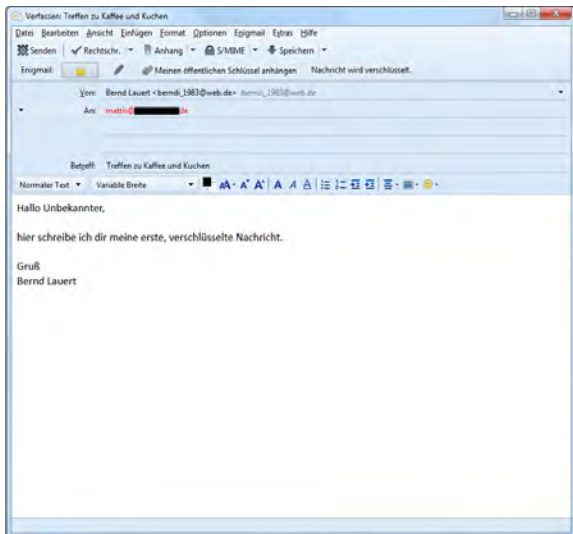 Verfassen: Treffen zu Kaffee und Kuchen
Datei Bearbeiten Ansicht Einfügen Format Optionen Enigmail Extras Hilfe
Senden Rechtschr. Anhang S/MIME Speichern
Enigmail: Meinen öffentlichen Schlüssel anhängen Nachricht wird verschlüsselt.
Von: Bernd Lauert <berndi_1983@web.de> berndi_1983@web.de
An: mattis@ de
Betreff: Treffen zu Kaffee und Kuchen
Normaler Text Variable Breite
Hallo Unbekannter,
hier schreibe ich dir meine erste, verschlüsselte Nachricht.
Gruß
Bernd Lauert